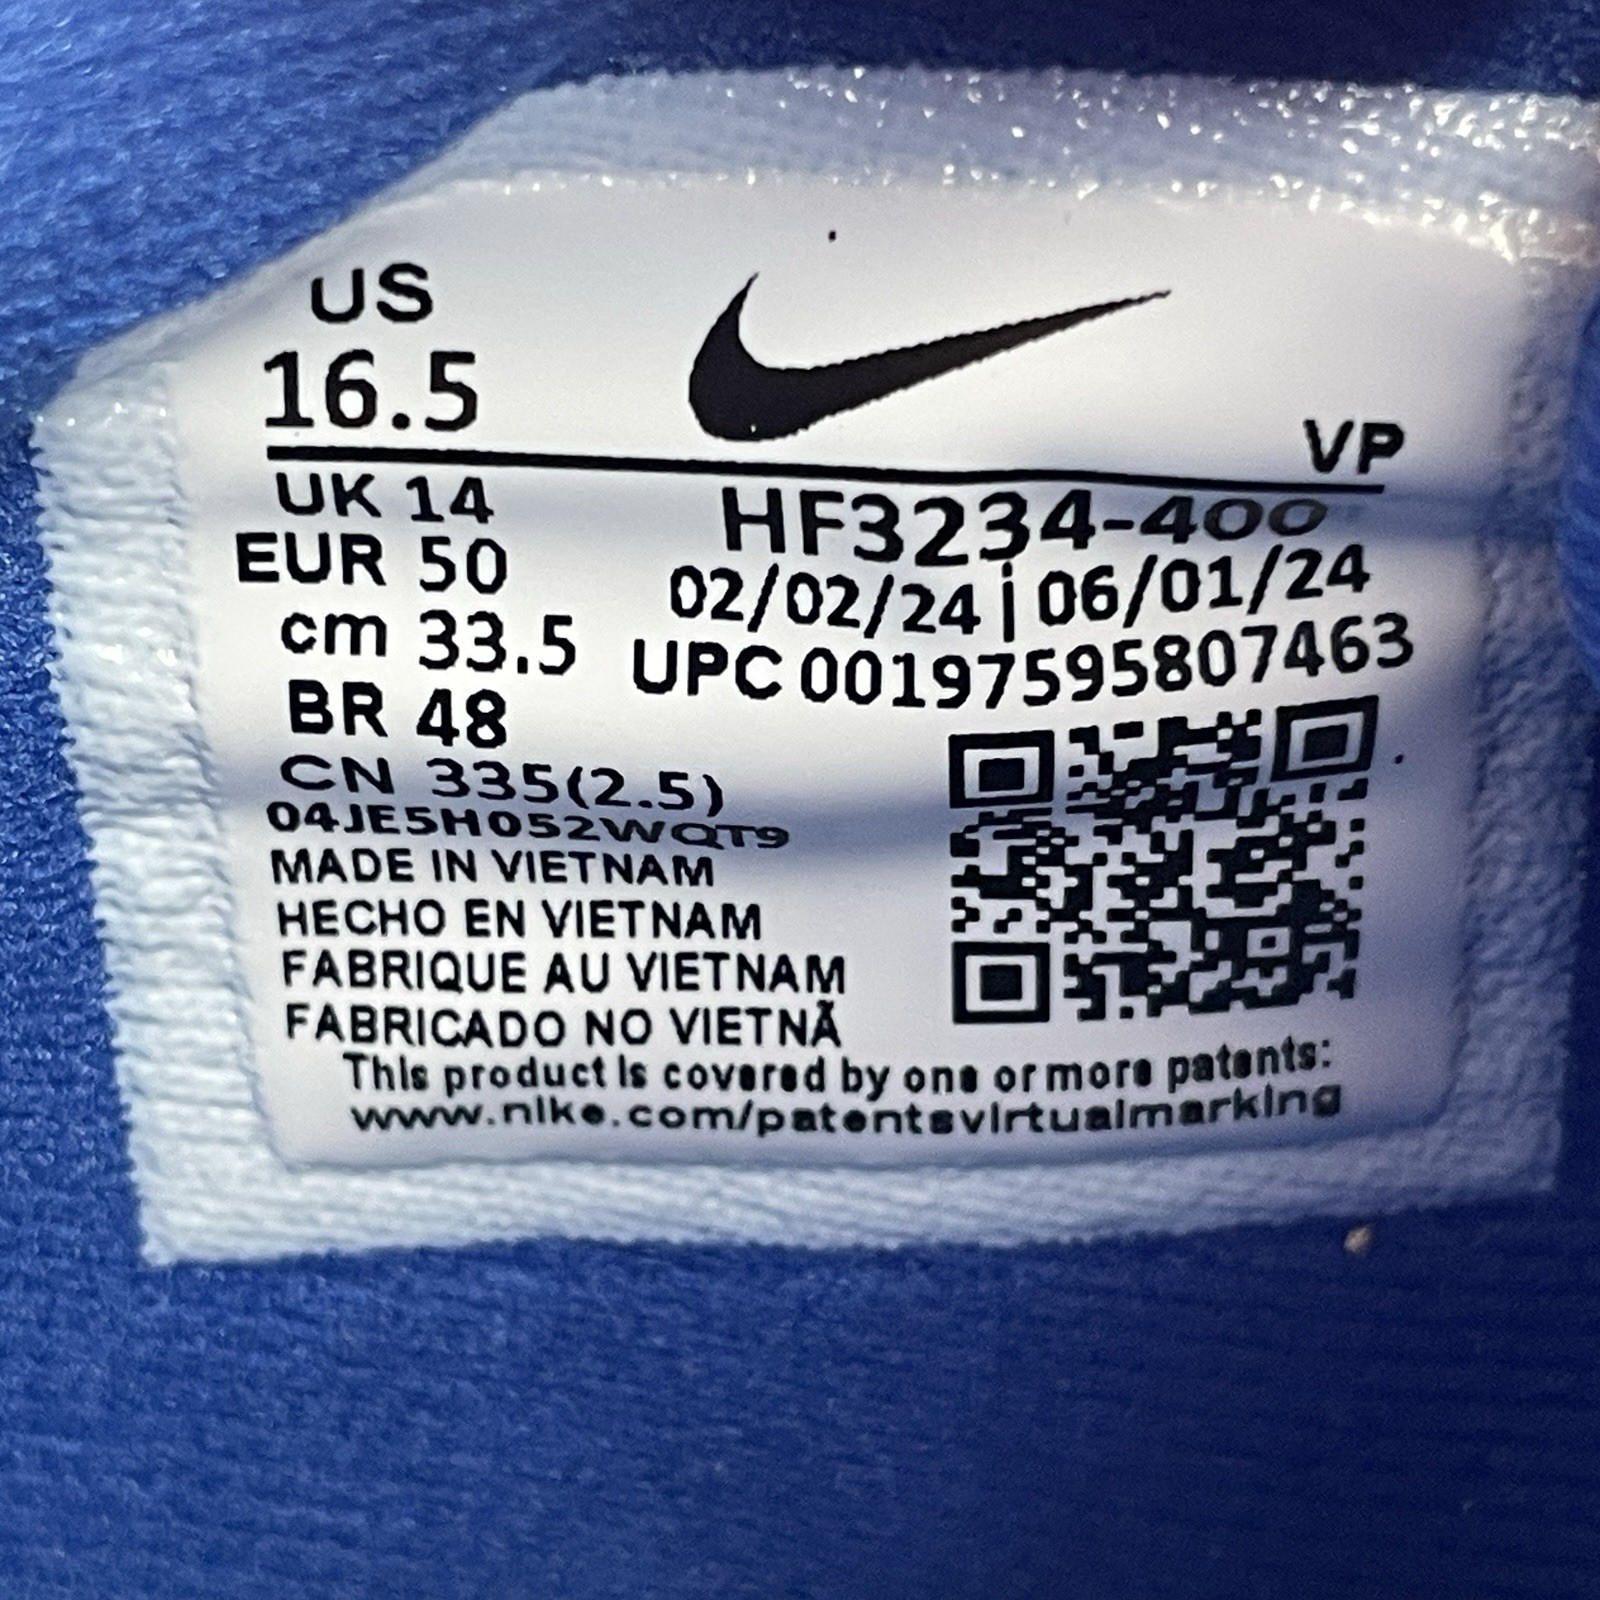 US
16.5
VP
UK 14
EUR 50
cm 33.5
BR 48
CN 335(2.5)
HF3234-400
02/02/24 | 06/01/24
UPC 00197595807463
04JE5H052WQT9
MADE IN VIETNAM
HECHO EN VIETNAM
FABRIQUE AU VIETNAM
FABRICADO NO VIETNÃ
This product is covered by one or more patents:
www.nike.com/patentsvirtualmarking